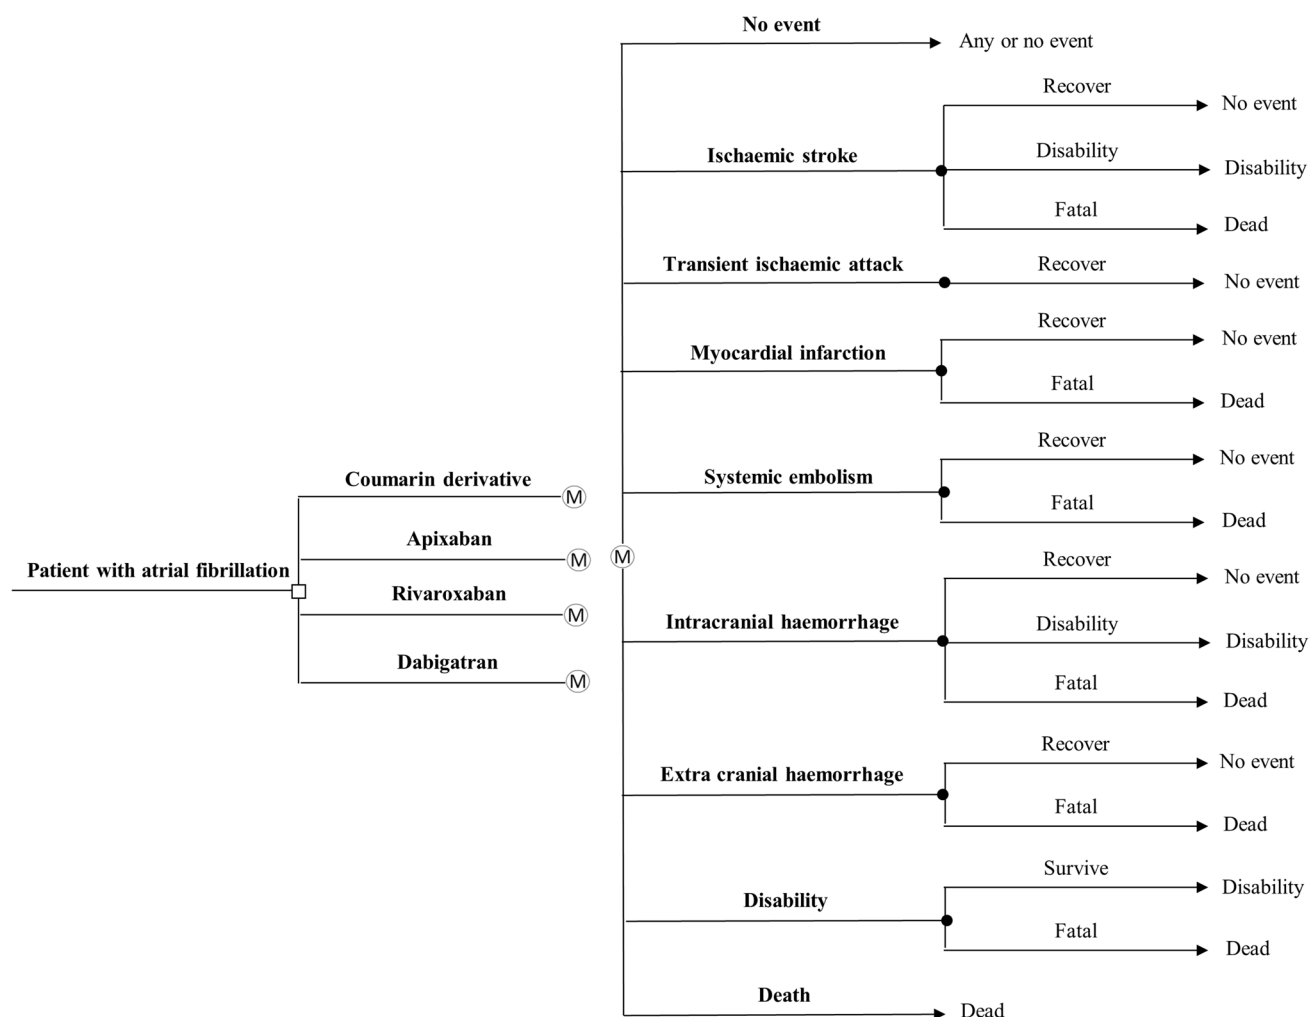 No event
Any or no event
Recover
No event
Ischaemic stroke
Disability
Disability
Fatal
Dead
Transient ischaemic attack
Recover
No event
Recover
No event
Myocardial infarction
Fatal
Dead
Recover
No event
Systemic embolism
Fatal
Dead
Patient with atrial fibrillation
Coumarin derivative
M
Apixaban
M
Rivaroxaban
M
Dabigatran
M
M
Recover
No event
Intracranial haemorrhage
Disability
Disability
Fatal
Dead
Recover
No event
Extra cranial haemorrhage
Fatal
Dead
Survive
Disability
Disability
Fatal
Dead
Death
Dead